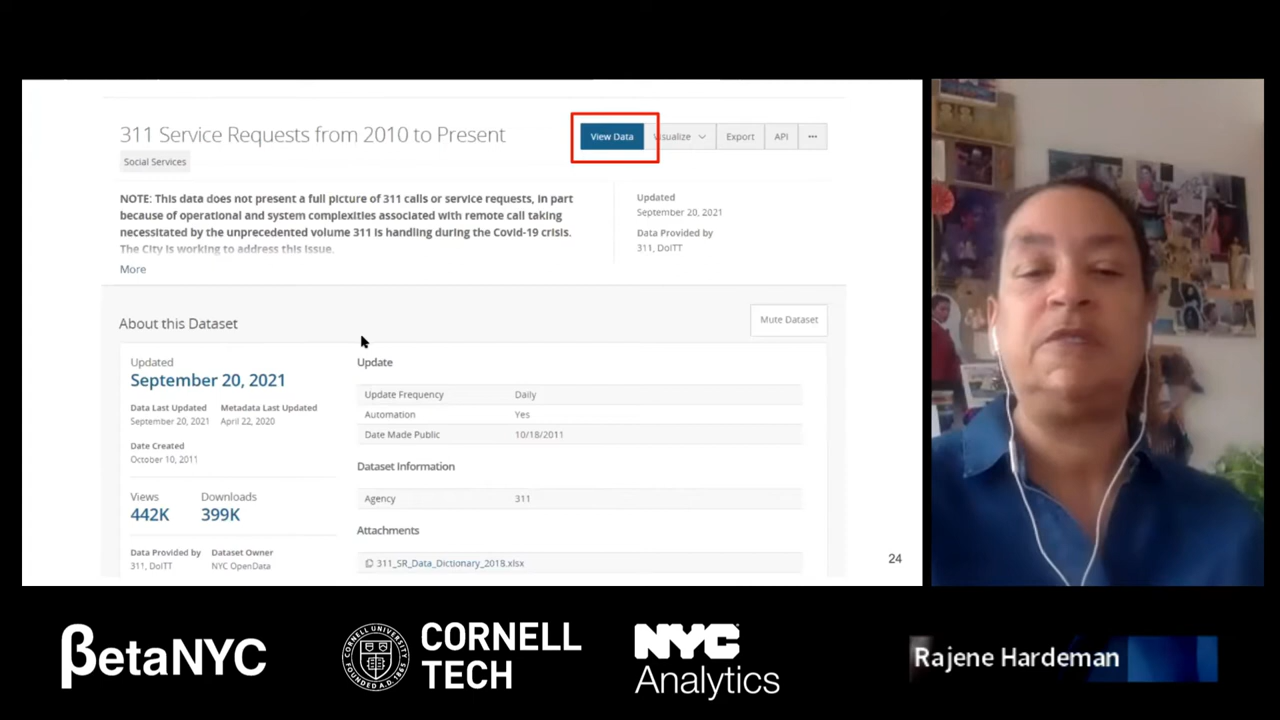 311 Service Requests from 2010 to Present
Social Services
View Data
Visualize
Export
API
NOTE: This data does not present a full picture of 311 calls or service requests, in part
because of operational and system complexities associated with remote call taking
necessitated by the unprecedented volume 311 is handling during the Covid-19 crisis.
The City is working to address this issue.
More
Updated
September 20, 2021
Data Provided by
311, DoITT
About this Dataset
Mute Dataset
Updated
September 20, 2021
Data Last Updated
September 20, 2021
Metadata Last Updated
April 22, 2020
Date Created
October 10, 2011
Views
442K
Downloads
399K
Data Provided by
311, DoITT
Dataset Owner
NYC OpenData
Update
Update Frequency Daily
Automation Yes
Date Made Public 10/18/2011
Dataset Information
Agency 311
Attachments
311_SR_Data_Dictionary_2018.xlsx
24
βetaNYC
CORNELL
TECH
NYC
Analytics
Rajene Hardeman